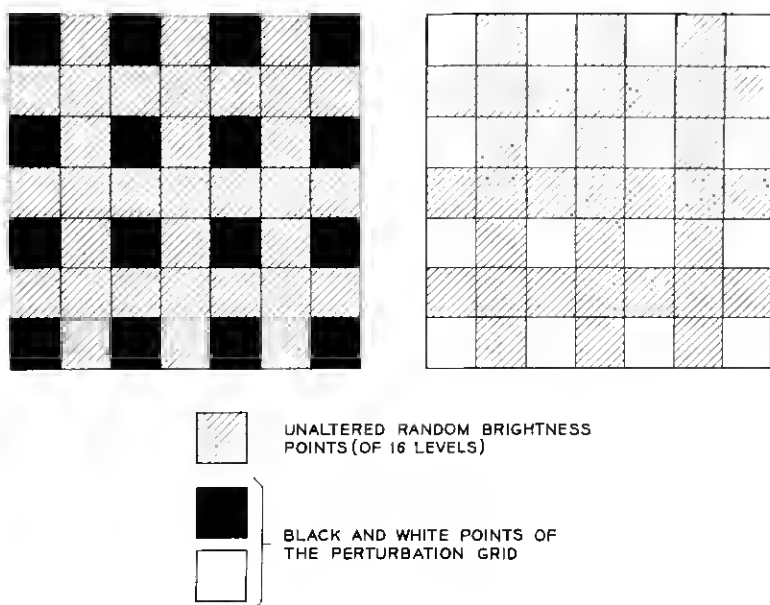 UNALTERED RANDOM BRIGHTNESS
POINTS (OF 16 LEVELS)
BLACK AND WHITE POINTS OF
THE PERTURBATION GRID